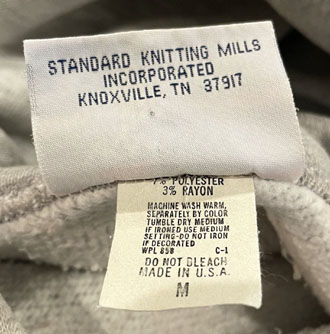 STANDARD KNITTING MILLS
INCORPORATED
KNOXVILLE, TN 37917
7% POLYESTER
3% RAYON
MACHINE WASH WARM,
SEPARATELY BY COLOR
TUMBLE DRY MEDIUM
IF IRONED USE MEDIUM
SETTING-DO NOT IRON
IF DECORATED
WPL 858 C-1
DO NOT BLEACH
MADE IN U.S.A.
M